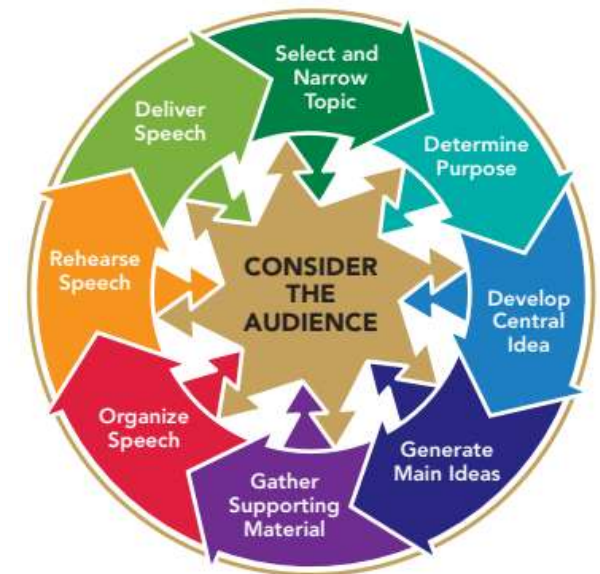 Select and
Narrow
Topic
Determine
Purpose
Develop
Central
Idea
Generate
Main Ideas
Gather
Supporting
Material
Organize
Speech
Rehearse
Speech
Deliver
Speech
CONSIDER
THE
AUDIENCE